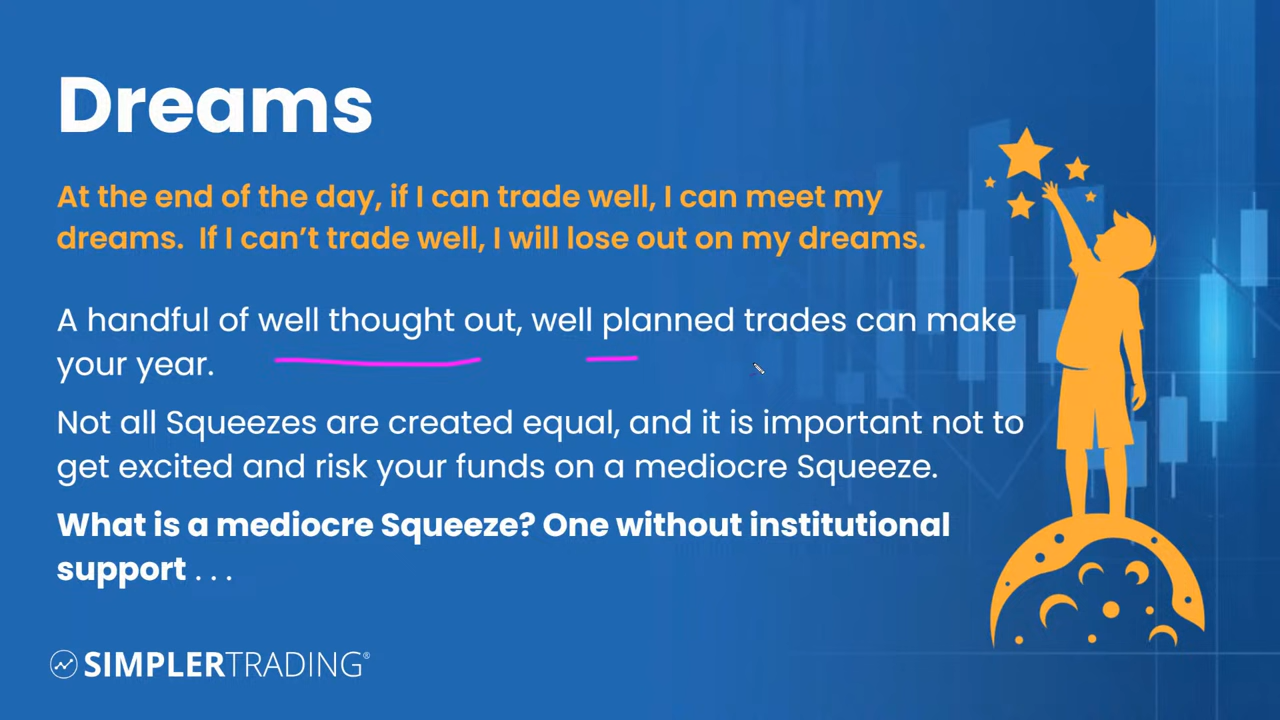 Dreams
At the end of the day, if I can trade well, I can meet my
dreams.  If I can’t trade well, I will lose out on my dreams.
A handful of well thought out, well planned trades can make
your year.
Not all Squeezes are created equal, and it is important not to
get excited and risk your funds on a mediocre Squeeze.
What is a mediocre Squeeze? One without institutional
support . . .
SIMPLERTRADING®